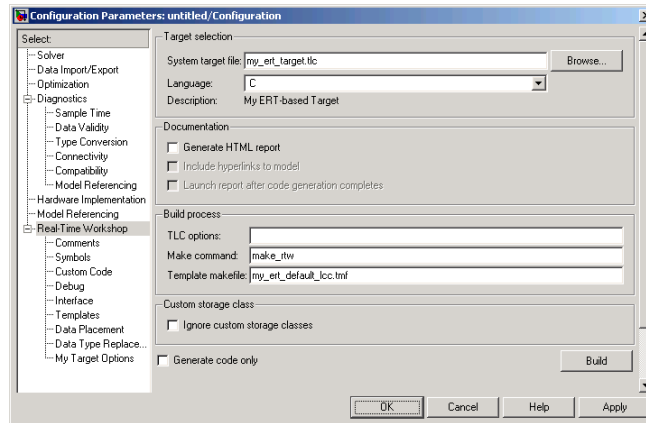 Configuration Parameters: untitled/Configuration
Select:
Solver
Data Import/Export
Optimization
Diagnostics
Sample Time
Data Validity
Type Conversion
Connectivity
Compatibility
Model Referencing
Hardware Implementation
Model Referencing
Real-Time Workshop
Comments
Symbols
Custom Code
Debug
Interface
Templates
Data Placement
Data Type Replace...
My Target Options
Target selection
System target file: my_ert_target.tlc Browse...
Language: C
Description: My ERT-based Target
Documentation
Generate HTML report
Include hyperlinks to model
Launch report after code generation completes
Build process
TLC options:
Make command: make_rtw
Template makefile: my_ert_default_lcc.tmf
Custom storage class
Ignore custom storage classes
Generate code only Build
OK Cancel Help Apply